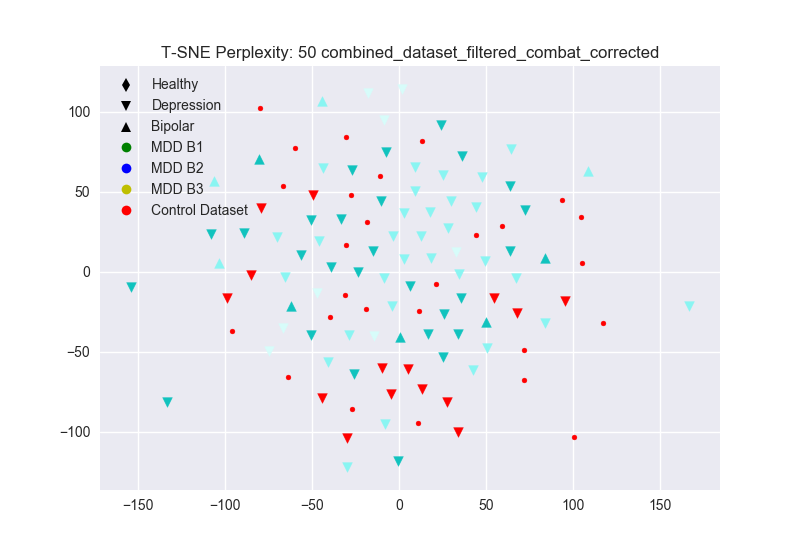 T-SNE Perplexity: 50 combined_dataset_filtered_combat_corrected
Healthy
Depression
Bipolar
MDD B1
MDD B2
MDD B3
Control Dataset
100
50
0
−50
−100
−150
−100
−50
0
50
100
150